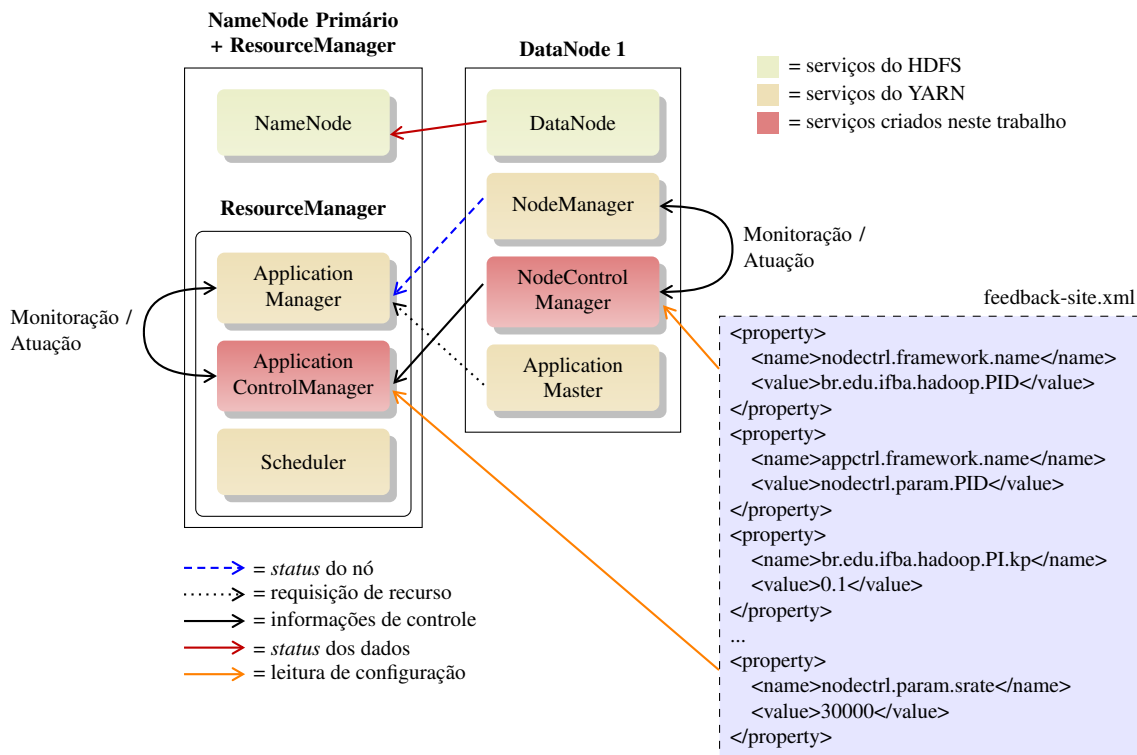 NameNode Primário
+ ResourceManager
NameNode
ResourceManager
Application
Manager
Application
ControlManager
Scheduler
Monitoração /
Atuação
DataNode 1
DataNode
NodeManager
NodeControl
Manager
Application
Master
Monitoração /
Atuação
= serviços do HDFS
= serviços do YARN
= serviços criados neste trabalho
feedback-site.xml
<property>
<name>nodectrl.framework.name</name>
<value>br.edu.ifba.hadoop.PID</value>
</property>
<property>
<name>appctrl.framework.name</name>
<value>nodectrl.param.PID</value>
</property>
<property>
<name>br.edu.ifba.hadoop.PI.kp</name>
<value>0.1</value>
</property>
...
<property>
<name>nodectrl.param.srate</name>
<value>30000</value>
</property>
= status do nó
= requisição de recurso
= informações de controle
= status dos dados
= leitura de configuração